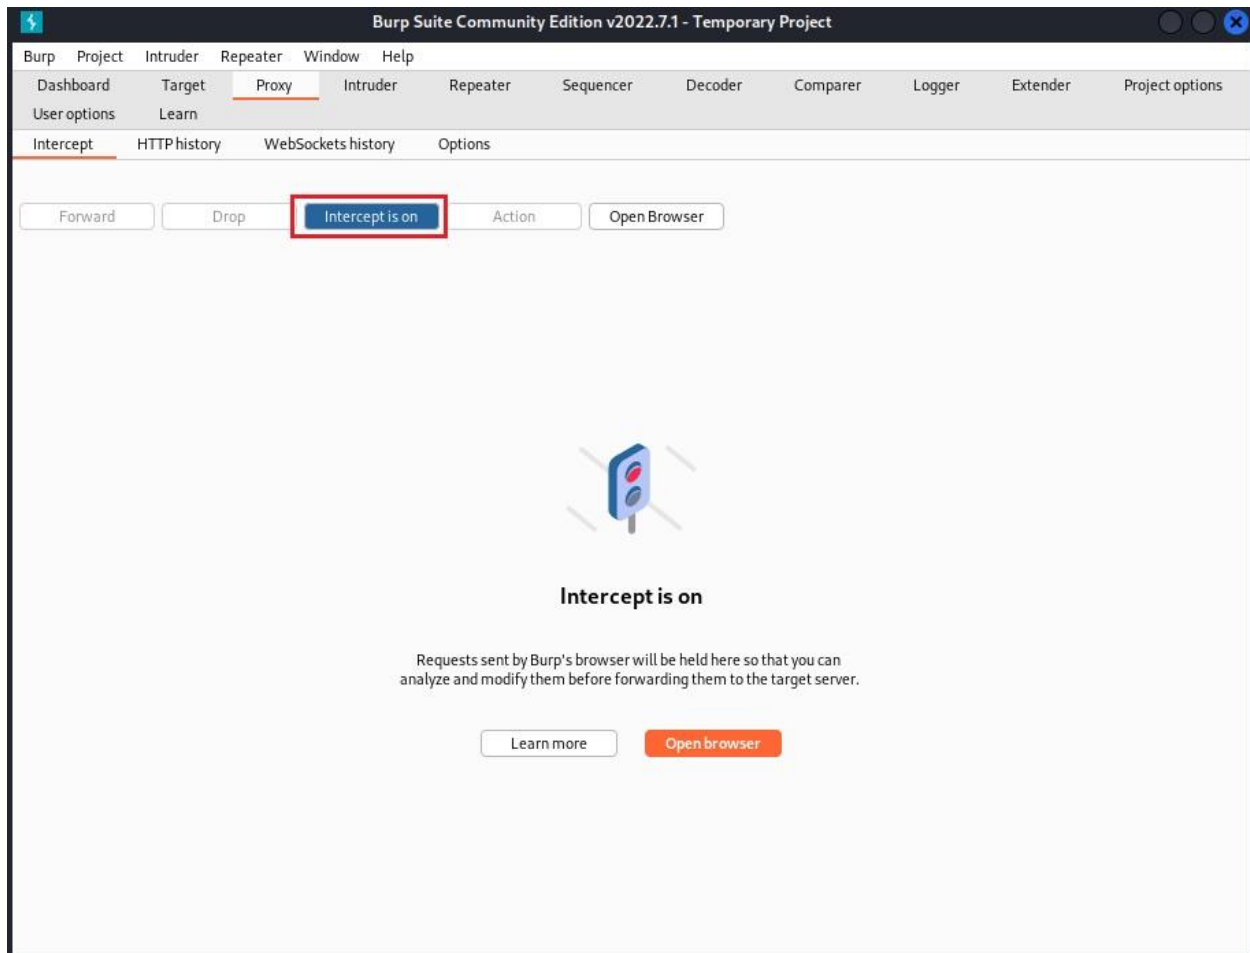 Burp Suite Community Edition v2022.7.1 - Temporary Project
Burp Project Intruder Repeater Window Help
Dashboard Target Proxy Intruder Repeater Sequencer Decoder Comparer Logger Extender Project options
User options Learn
Intercept HTTP history WebSockets history Options
Forward Drop Intercept is on Action Open Browser
Intercept is on
Requests sent by Burp's browser will be held here so that you can
analyze and modify them before forwarding them to the target server.
Learn more Open browser